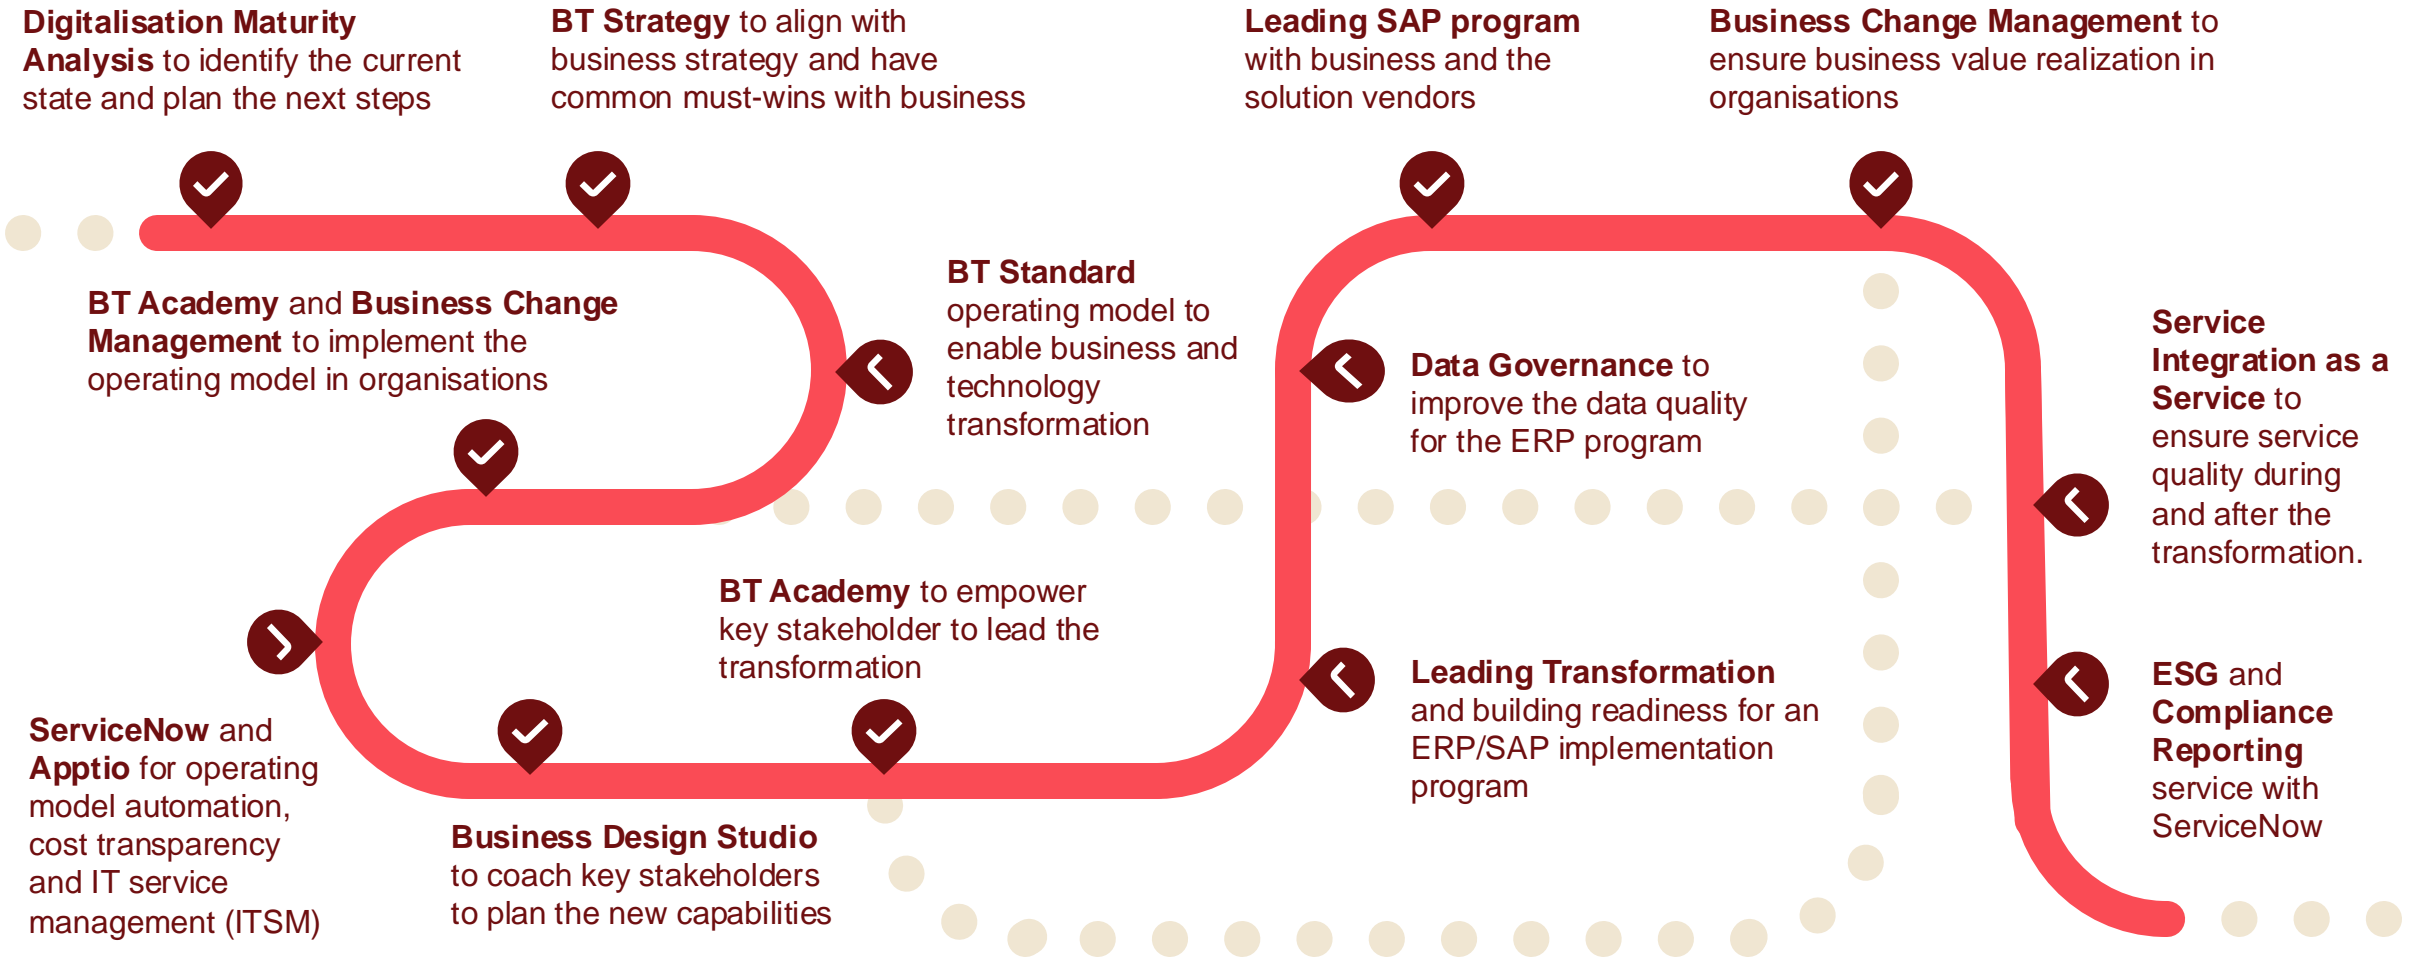 Digitalisation Maturity
Analysis to identify the current
state and plan the next steps
BT Strategy to align with
business strategy and have
common must-wins with business
Leading SAP program
with business and the
solution vendors
Business Change Management to
ensure business value realization in
organisations
BT Academy and Business Change
Management to implement the
operating model in organisations
BT Standard
operating model to
enable business and
technology
transformation
Data Governance to
improve the data quality
for the ERP program
Service
Integration as a
Service to
ensure service
quality during
and after the
transformation.
BT Academy to empower
key stakeholder to lead the
transformation
Leading Transformation
and building readiness for an
ERP/SAP implementation
program
ESG and
Compliance
Reporting
service with
ServiceNow
ServiceNow and
Apptio for operating
model automation,
cost transparency
and IT service
management (ITSM)
Business Design Studio
to coach key stakeholders
to plan the new capabilities